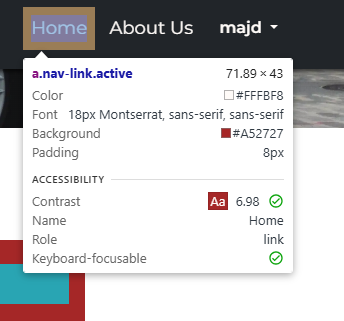 Home About Us majd
a.nav-link.active 71.89 × 43
Color #FFFBF8
Font 18px Montserrat, sans-serif, sans-serif
Background #A52727
Padding 8px
ACCESSIBILITY
Contrast Aa 6.98
Name Home
Role link
Keyboard-focusable